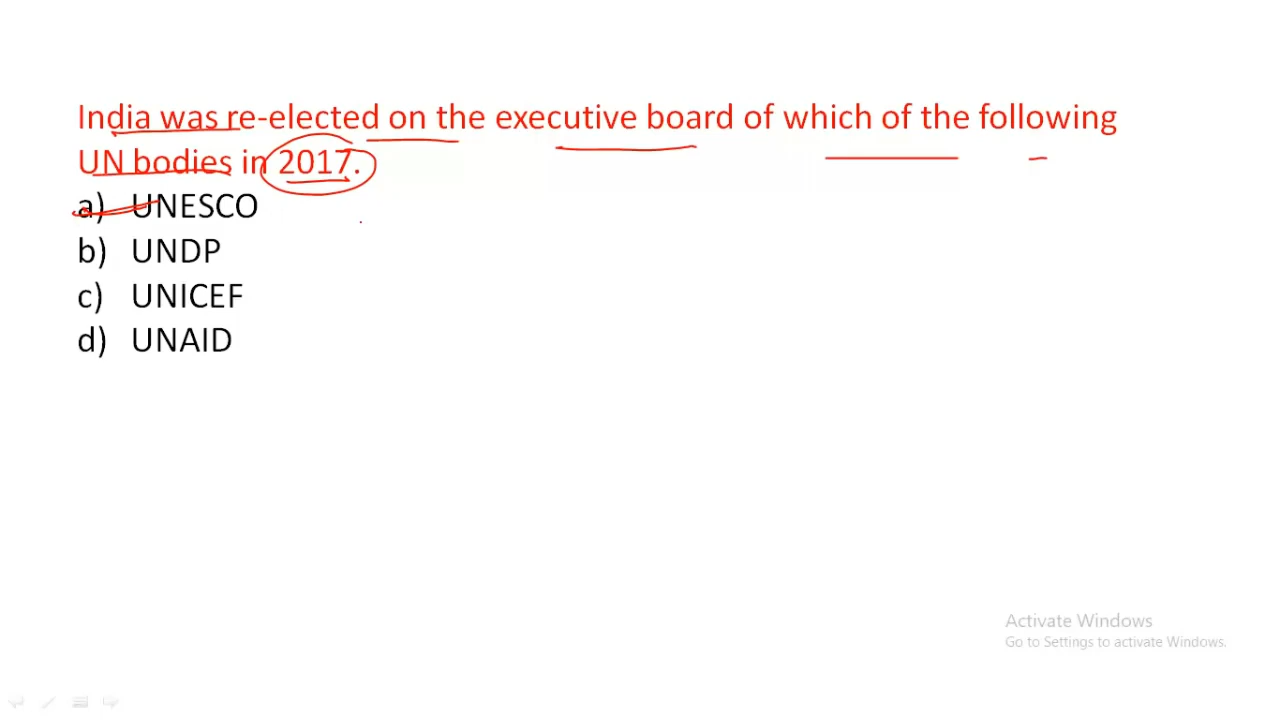 India was re-elected on the executive board of which of the following
UN bodies in 2017.
a) UNESCO
b) UNDP
c) UNICEF
d) UNAID
Activate Windows
Go to Settings to activate Windows.